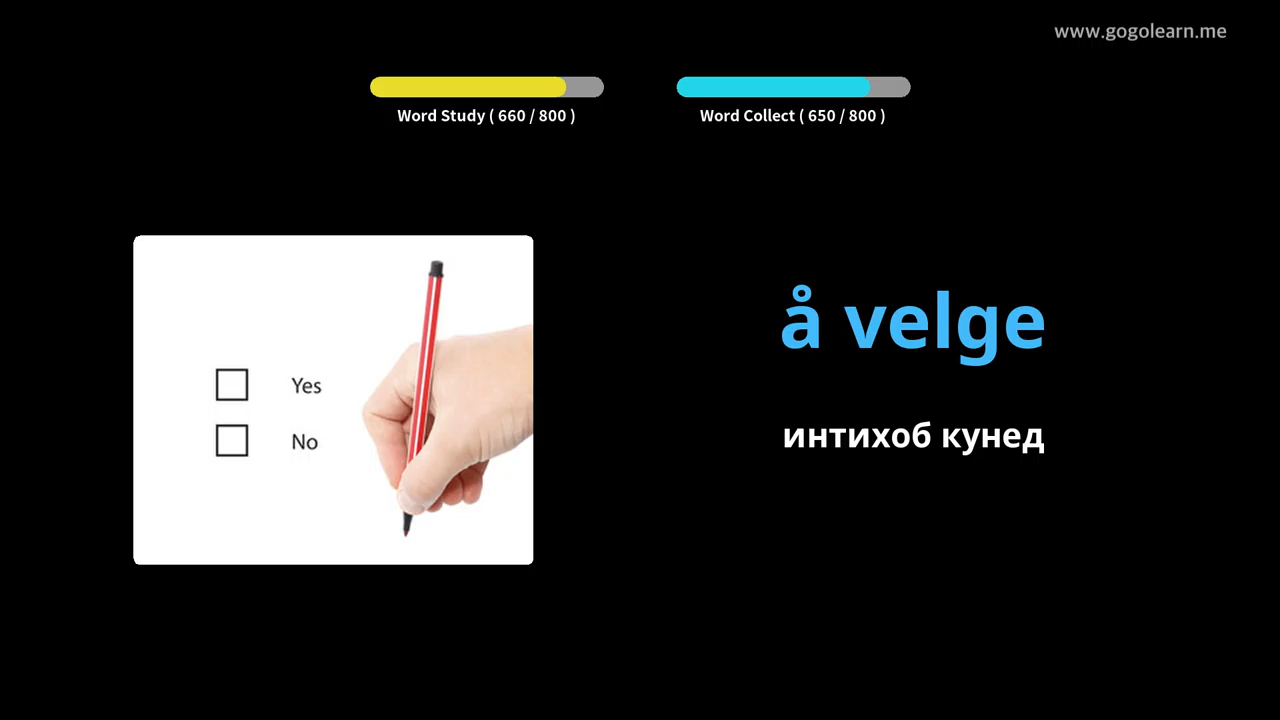 www.gogolearn.me
Word Study ( 660 / 800 )
Word Collect ( 650 / 800 )
Yes
No
å velge
интихоб кунед